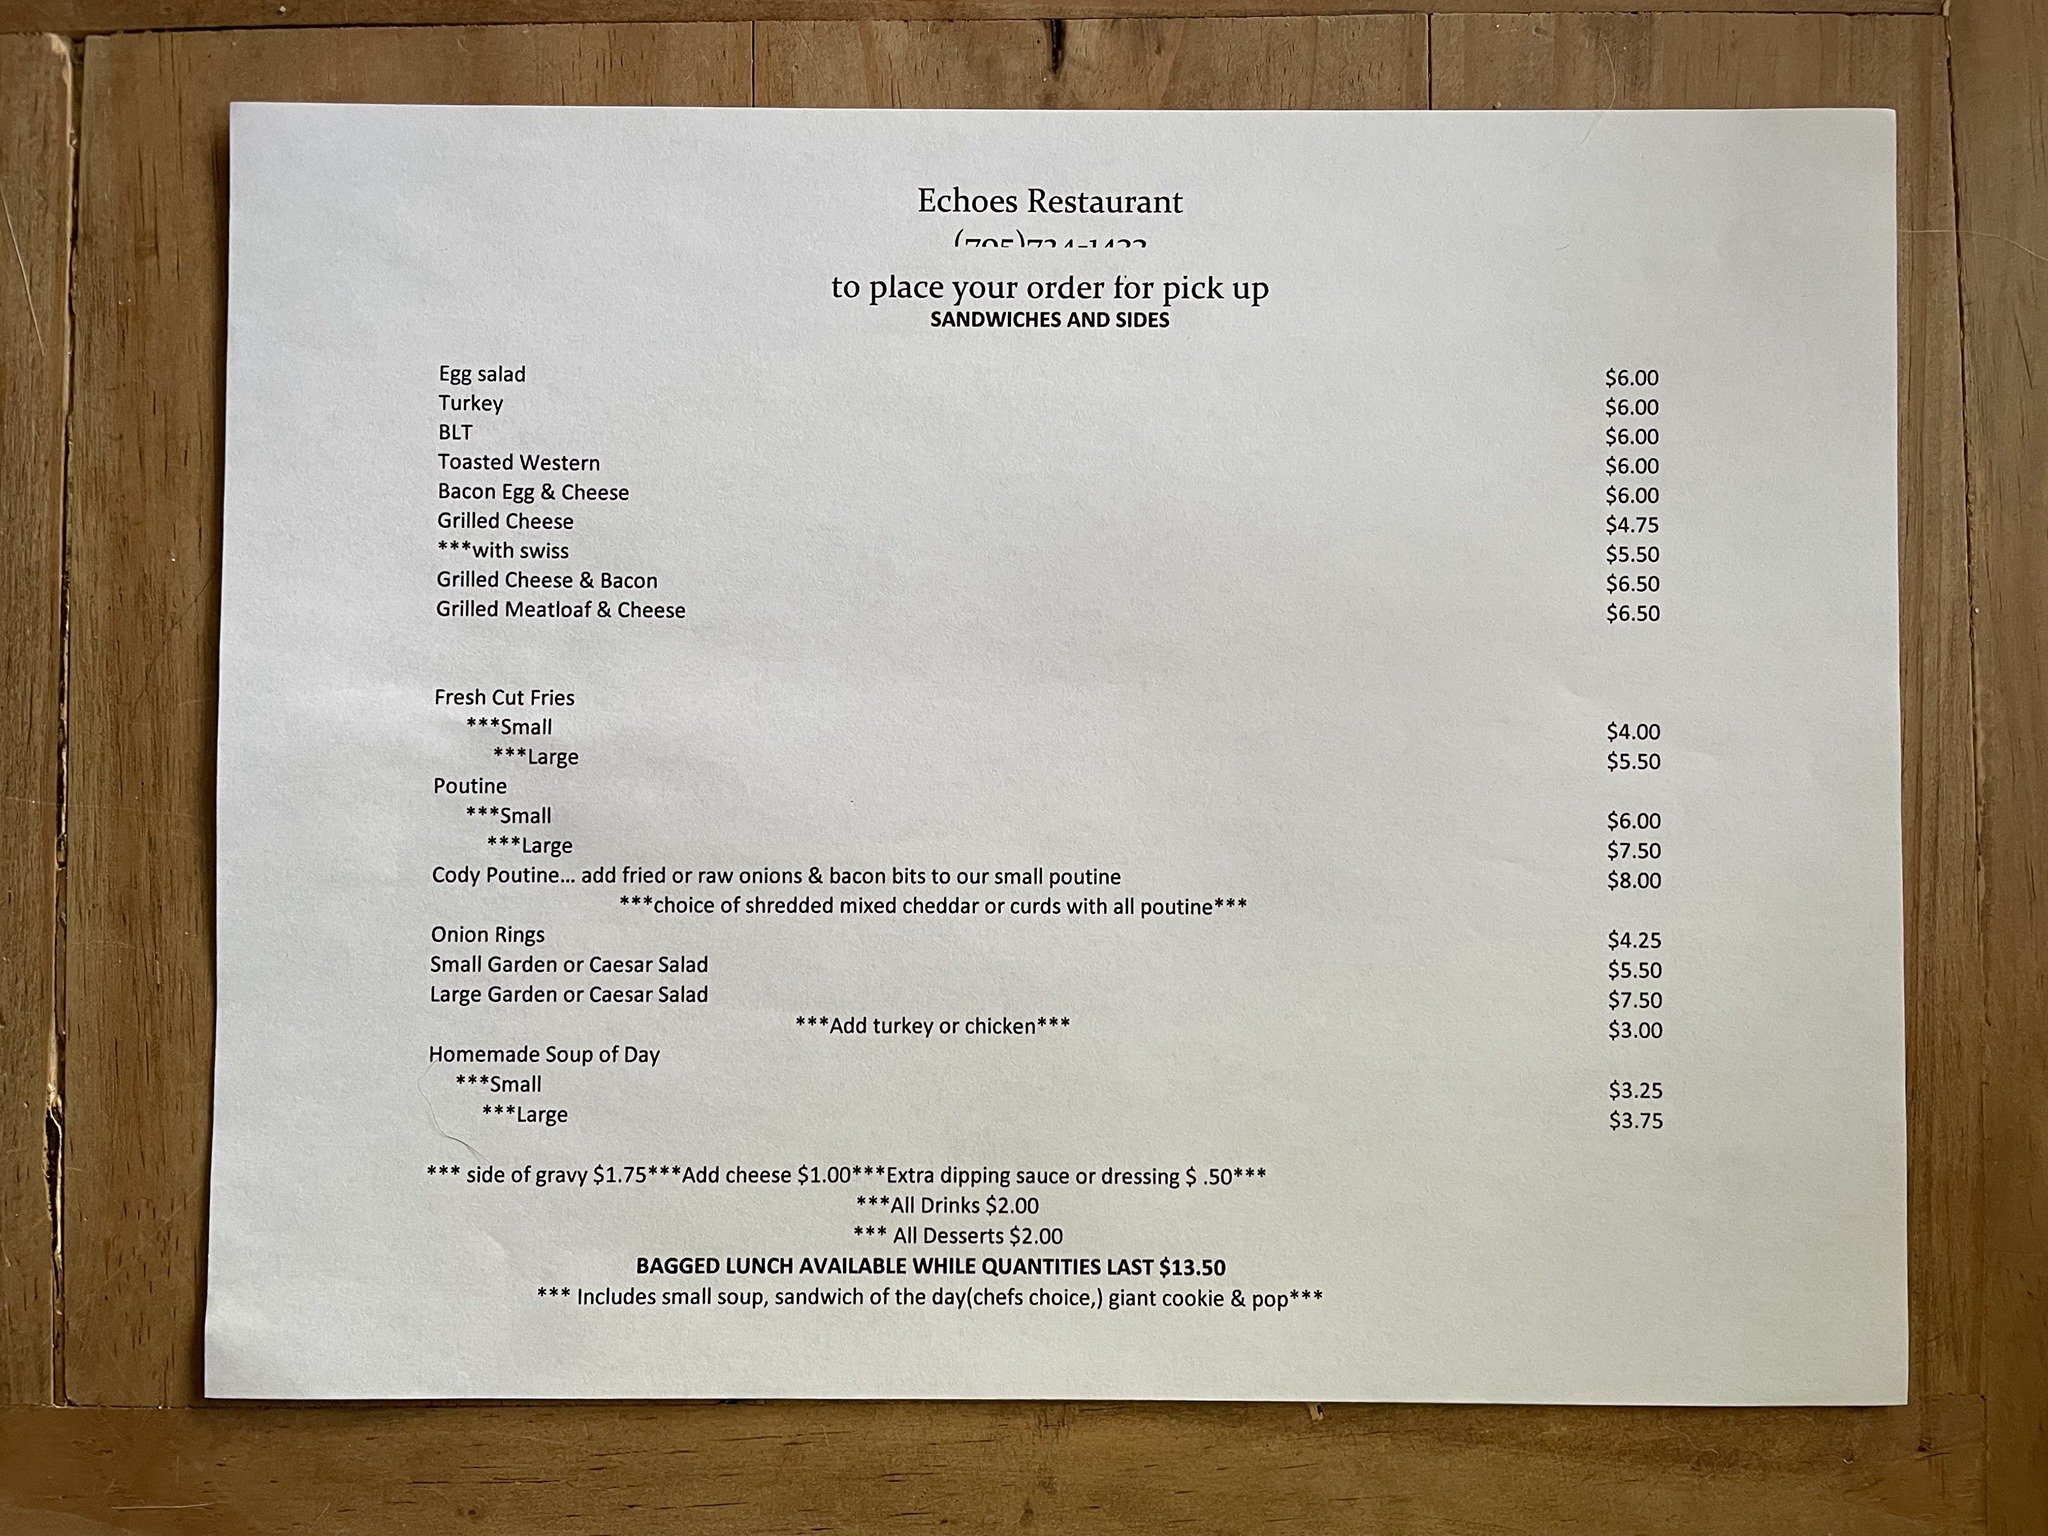 Echoes Restaurant
to place your order for pick up
SANDWICHES AND SIDES
Egg salad $6.00
Turkey $6.00
BLT $6.00
Toasted Western $6.00
Bacon Egg & Cheese $6.00
Grilled Cheese $4.75
***with swiss $5.50
Grilled Cheese & Bacon $6.50
Grilled Meatloaf & Cheese $6.50
Fresh Cut Fries
***Small $4.00
***Large $5.50
Poutine
***Small $6.00
***Large $7.50
Cody Poutine... add fried or raw onions & bacon bits to our small poutine $8.00
***choice of shredded mixed cheddar or curds with all poutine***
Onion Rings $4.25
Small Garden or Caesar Salad $5.50
Large Garden or Caesar Salad $7.50
***Add turkey or chicken*** $3.00
Homemade Soup of Day
***Small $3.25
***Large $3.75
*** side of gravy $1.75***Add cheese $1.00***Extra dipping sauce or dressing $ .50***
***All Drinks $2.00
*** All Desserts $2.00
BAGGED LUNCH AVAILABLE WHILE QUANTITIES LAST $13.50
*** Includes small soup, sandwich of the day(chefs choice,) giant cookie & pop***